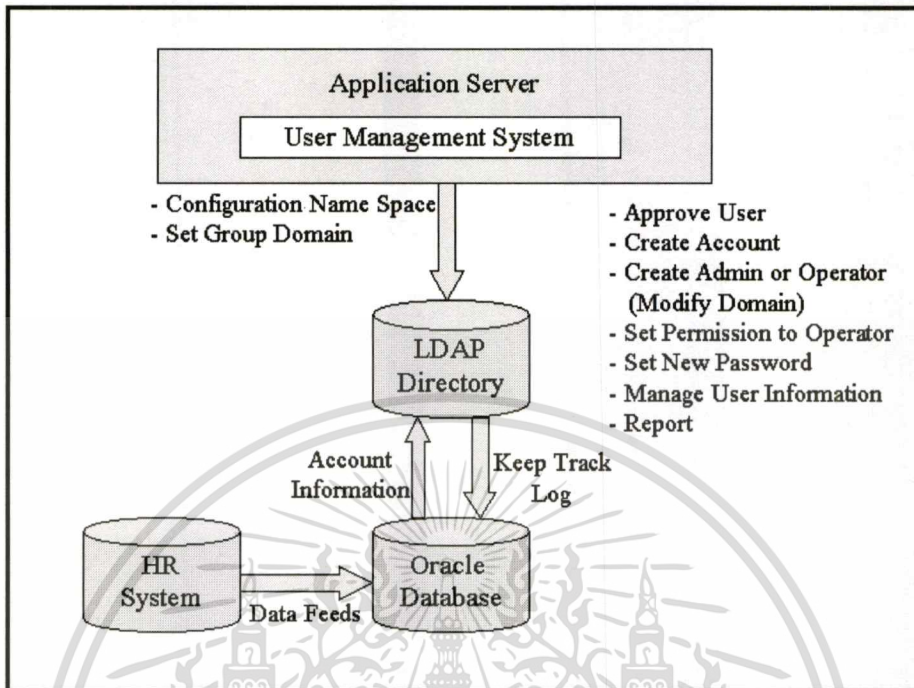 Application Server
User Management System
- Configuration Name Space
- Set Group Domain
- Approve User
- Create Account
- Create Admin or Operator
(Modify Domain)
- Set Permission to Operator
- Set New Password
- Manage User Information
- Report
LDAP
Directory
Account
Information
Keep Track
Log
HR
System
Data Feeds
Oracle
Database